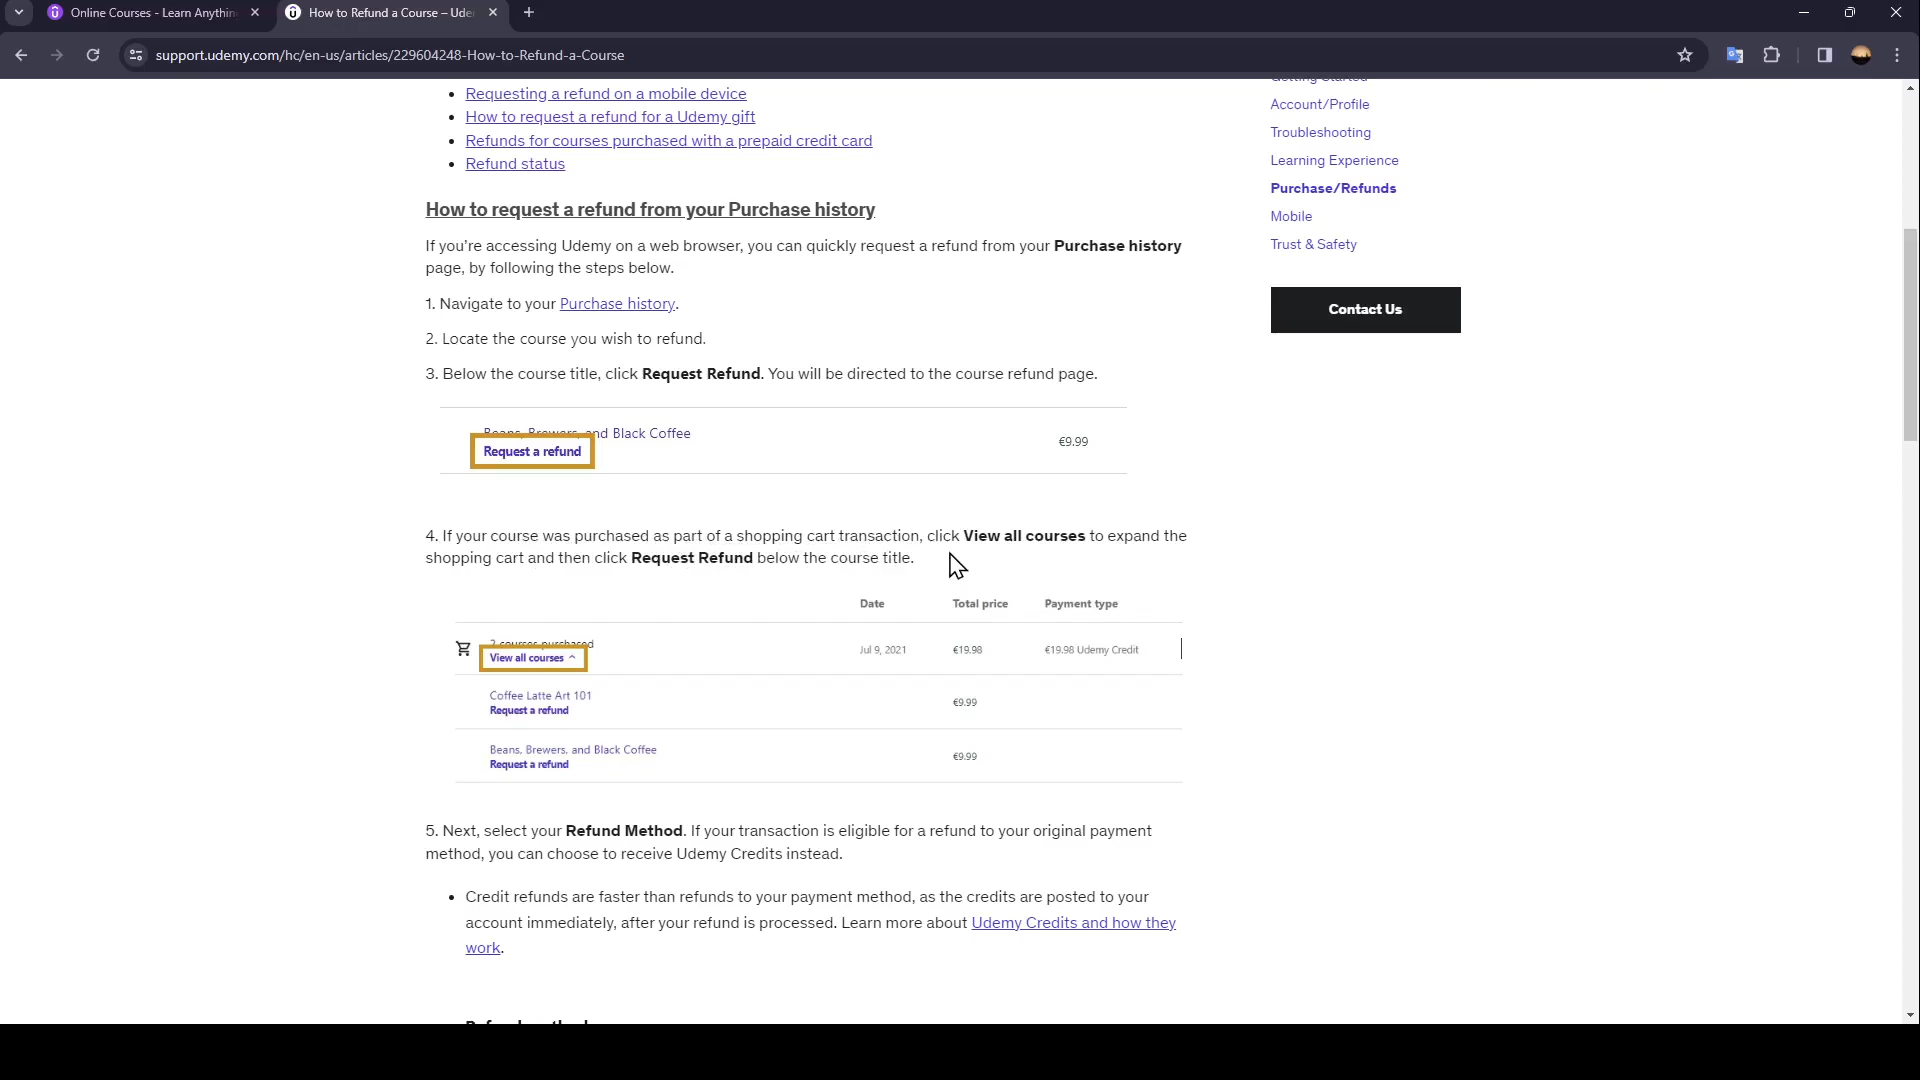 Online Courses - Learn Anythin
How to Refund a Course – Ude
support.udemy.com/hc/en-us/articles/229604248-How-to-Refund-a-Course
Requesting a refund on a mobile device
How to request a refund for a Udemy gift
Refunds for courses purchased with a prepaid credit card
Refund status
Getting Started
Account/Profile
Troubleshooting
Learning Experience
Purchase/Refunds
Mobile
Trust & Safety
Contact Us
How to request a refund from your Purchase history
If you’re accessing Udemy on a web browser, you can quickly request a refund from your Purchase history
page, by following the steps below.
1. Navigate to your Purchase history.
2. Locate the course you wish to refund.
3. Below the course title, click Request Refund. You will be directed to the course refund page.
Beans, Brewers, and Black Coffee
Request a refund
€9.99
4. If your course was purchased as part of a shopping cart transaction, click View all courses to expand the
shopping cart and then click Request Refund below the course title.
Date Total price Payment type
2 courses purchased
View all courses
Jul 9, 2021 €19.98 €19.98 Udemy Credit
Coffee Latte Art 101
Request a refund
€9.99
Beans, Brewers, and Black Coffee
Request a refund
€9.99
5. Next, select your Refund Method. If your transaction is eligible for a refund to your original payment
method, you can choose to receive Udemy Credits instead.
Credit refunds are faster than refunds to your payment method, as the credits are posted to your
account immediately, after your refund is processed. Learn more about Udemy Credits and how they
work.